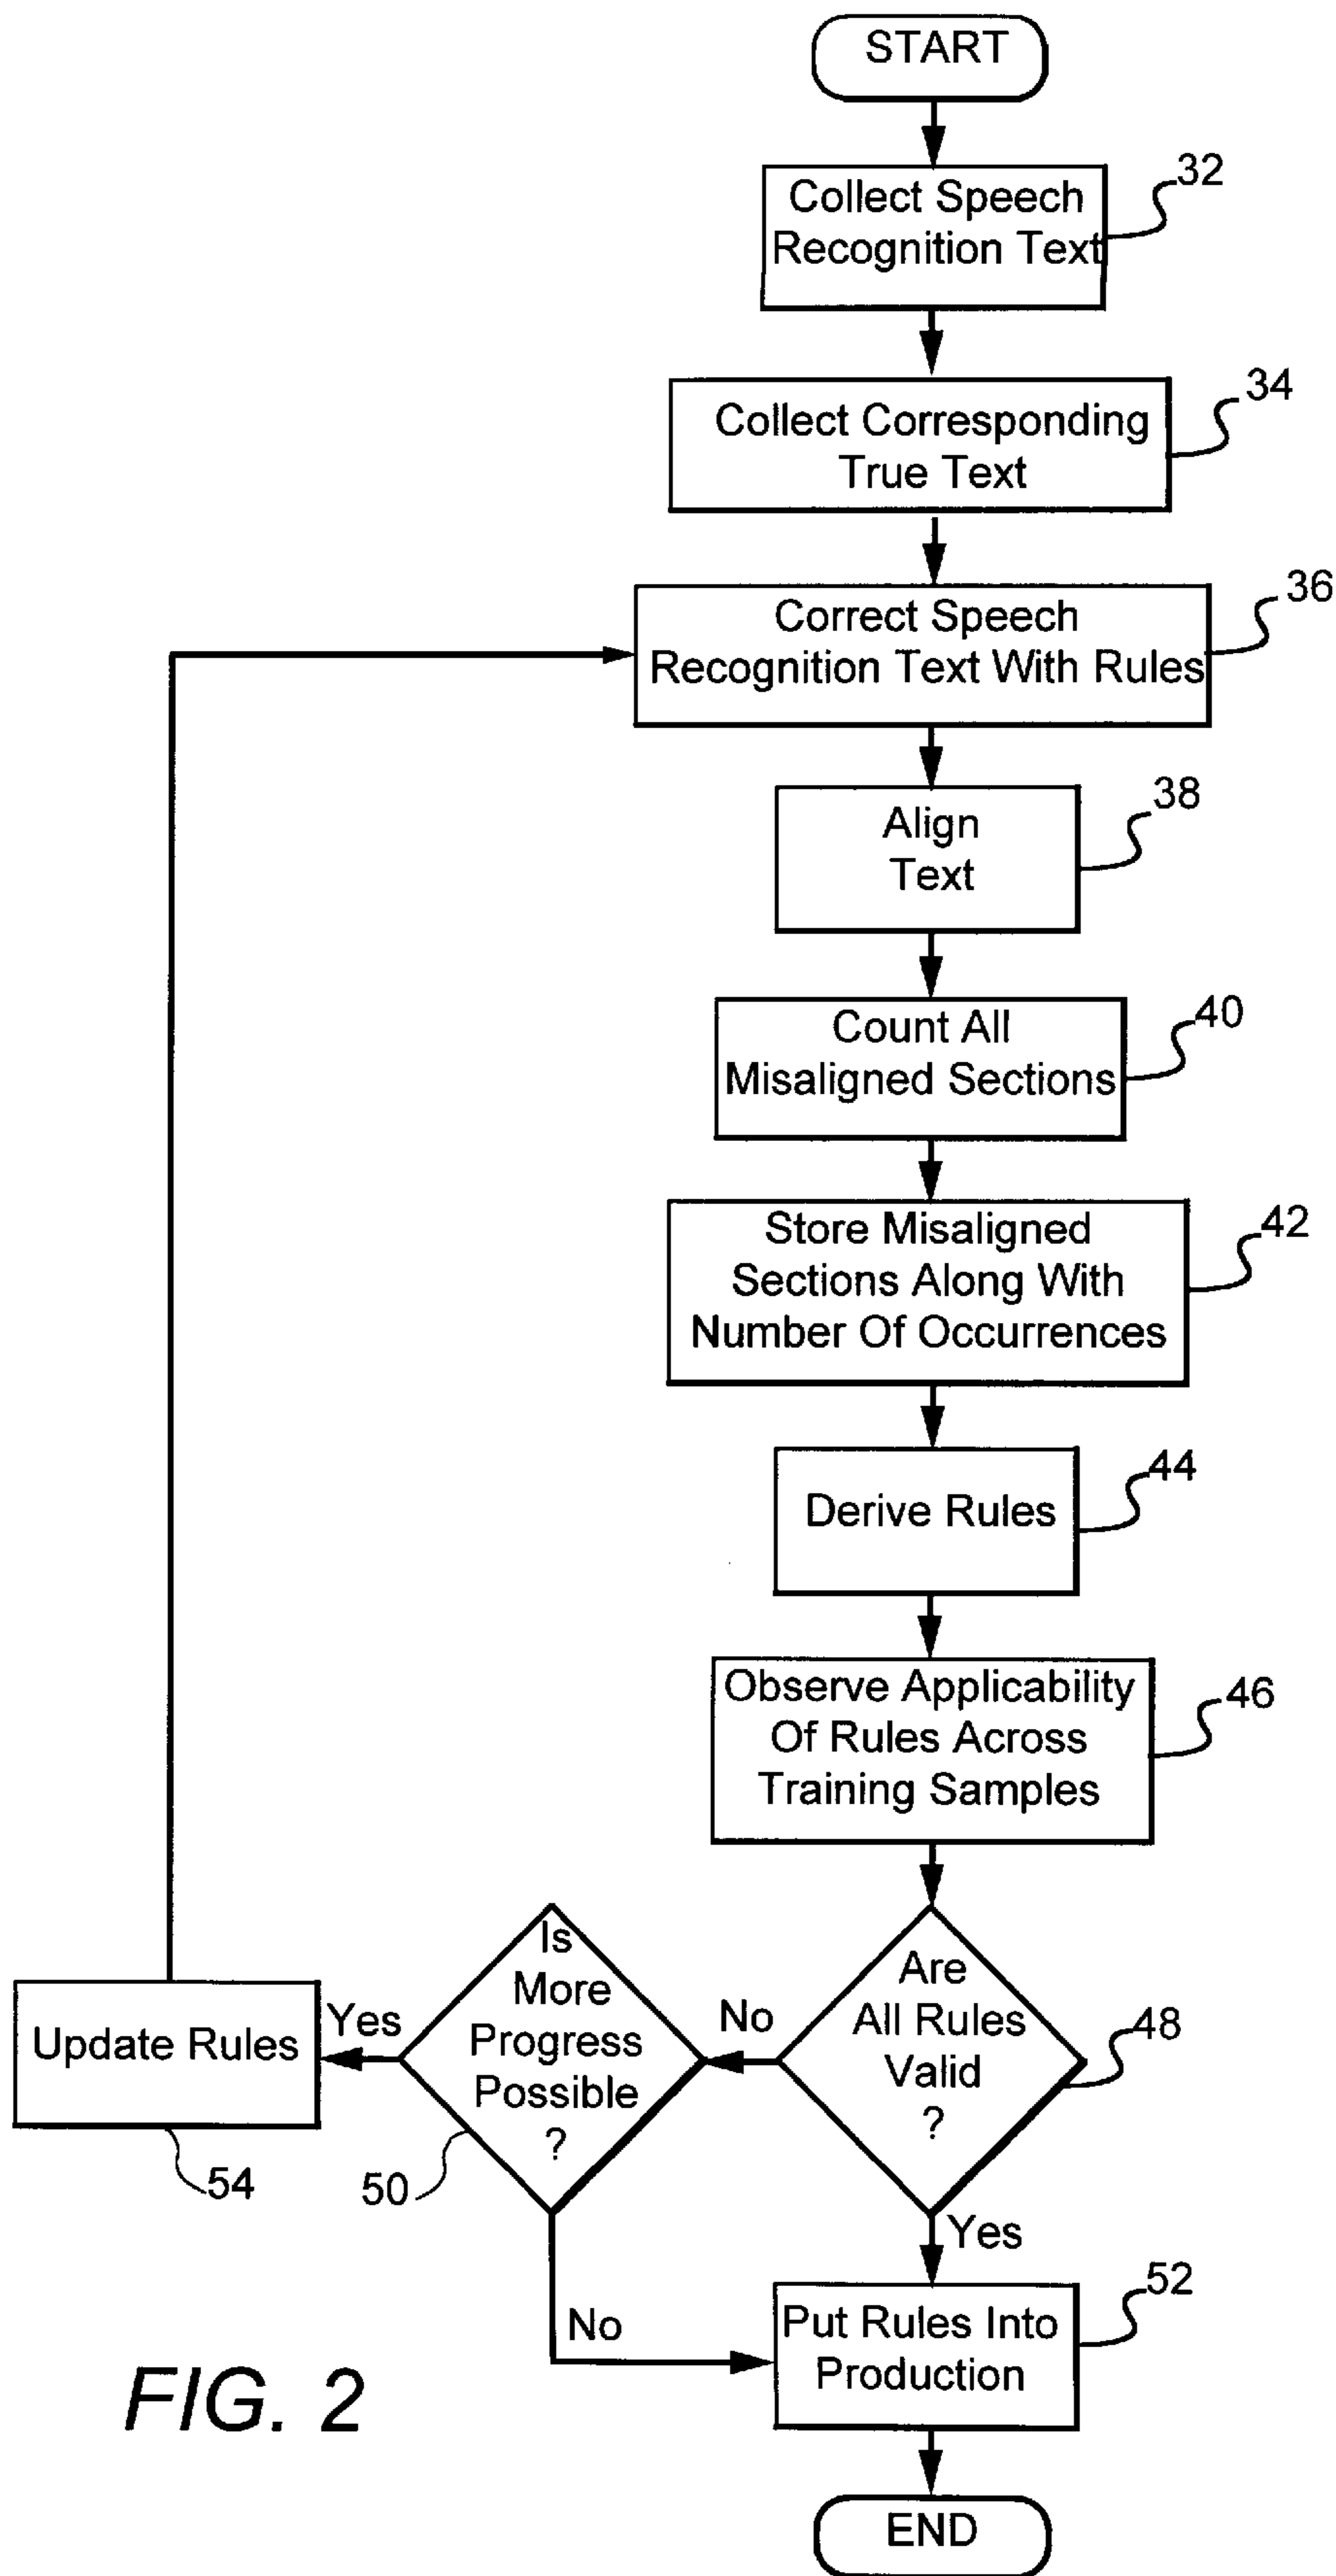 START
Collect Speech
Recognition Text
32
Collect Corresponding
True Text
34
Correct Speech
Recognition Text With Rules
36
Align
Text
38
Count All
Misaligned Sections
40
Store Misaligned
Sections Along With
Number Of Occurrences
42
Derive Rules
44
Observe Applicability
Of Rules Across
Training Samples
46
Are
All Rules
Valid
?
48
No
Is
More
Progress
Possible
?
50
Yes
Update Rules
54
Yes
No
Put Rules Into
Production
52
FIG. 2
END